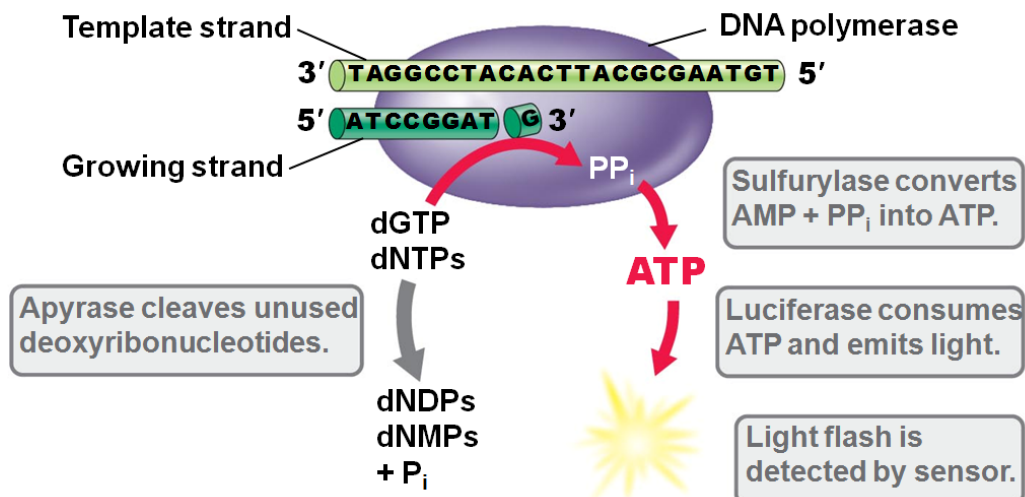 Template strand
DNA polymerase
3′ TAGGCCTACACTTACGCGAATGT 5′
5′ ATCCGGAT G 3′
Growing strand
PPi
Sulfurylase converts
AMP + PPi into ATP.
dGTP
dNTPs
ATP
Apyrase cleaves unused
deoxyribonucleotides.
Luciferase consumes
ATP and emits light.
dNDPs
dNMPs
+ Pi
Light flash is
detected by sensor.